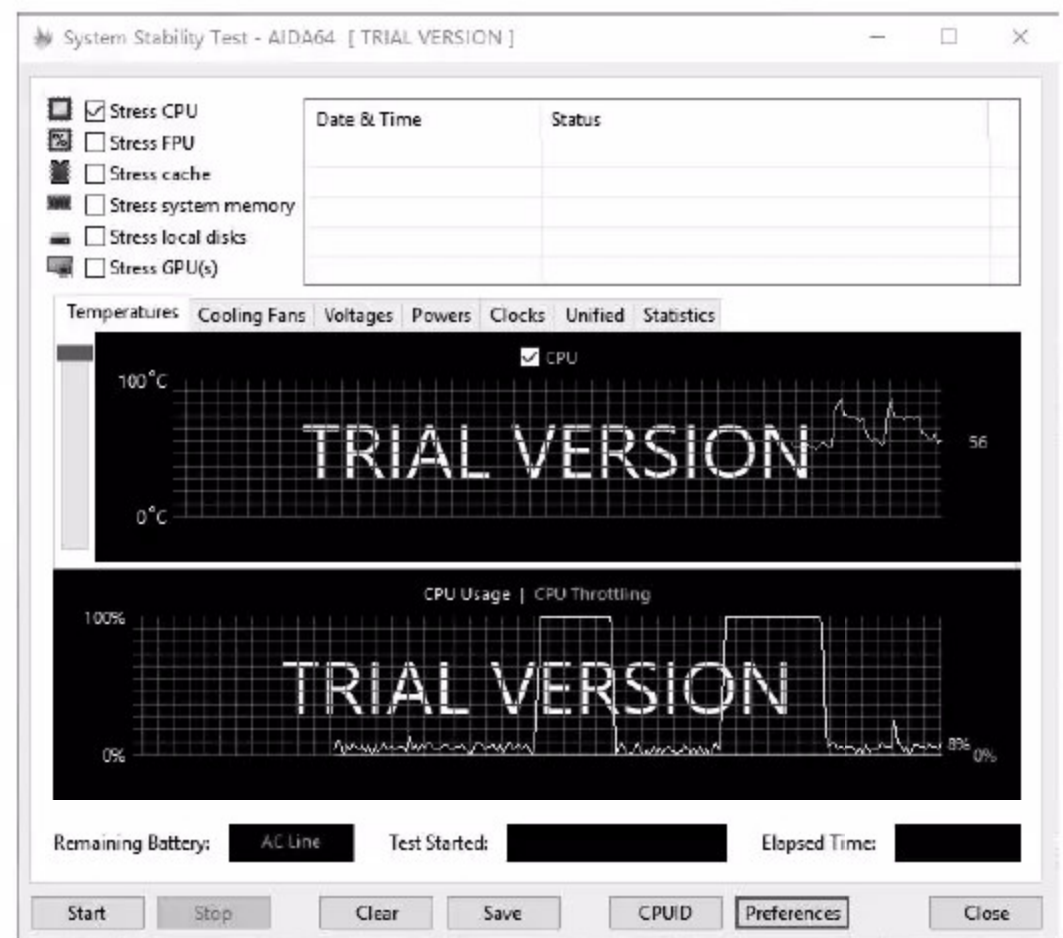 System Stability Test - AIDA64 [ TRIAL VERSION ]
Stress CPU
Stress FPU
Stress cache
Stress system memory
Stress local disks
Stress GPU(s)
Date & Time Status
Temperatures Cooling Fans Voltages Powers Clocks Unified Statistics
CPU
100°C
TRIAL VERSION
56
0°C
CPU Usage | CPU Throttling
100%
TRIAL VERSION
0% 8% 0%
Remaining Battery: AC Line Test Started: Elapsed Time:
Start Stop Clear Save CPUID Preferences Close